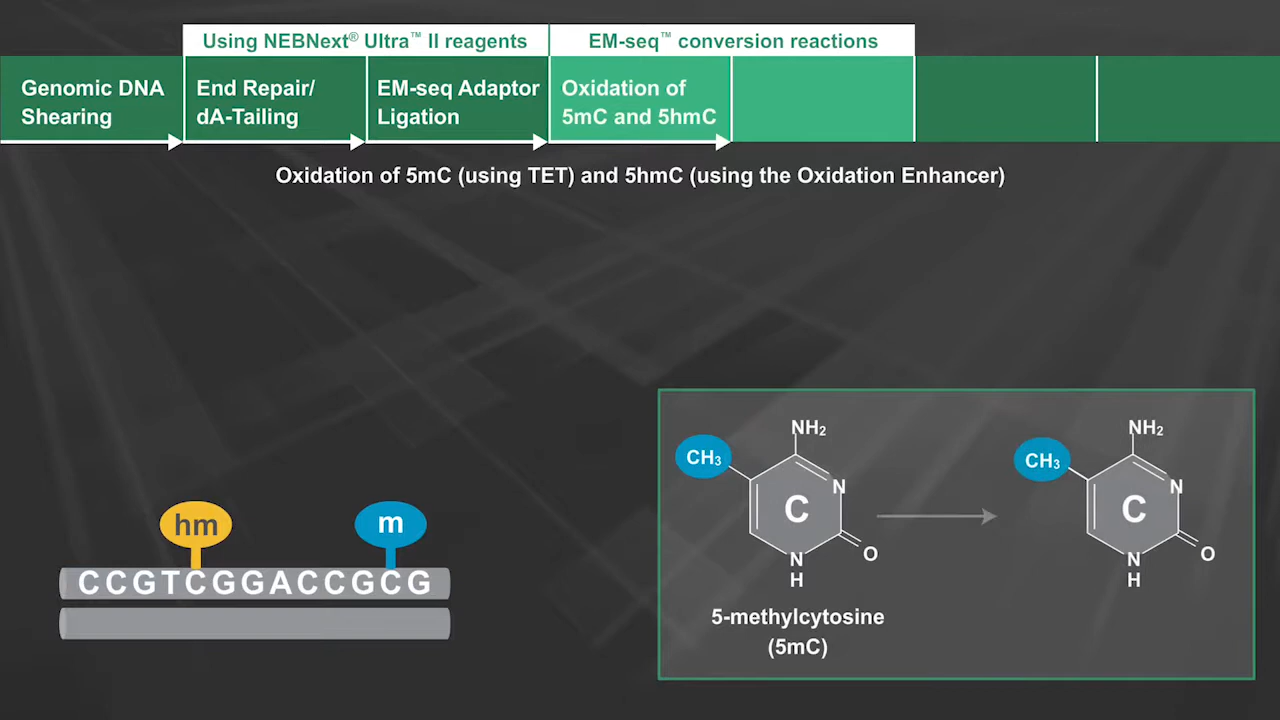 Using NEBNext® Ultra™ II reagents
EM-seq™ conversion reactions
Genomic DNA
Shearing
End Repair/
dA-Tailing
EM-seq Adaptor
Ligation
Oxidation of
5mC and 5hmC
Oxidation of 5mC (using TET) and 5hmC (using the Oxidation Enhancer)
hm
m
CCGTCGGACCGCG
NH₂
CH₃
N
C
O
N
H
5-methylcytosine
(5mC)
NH₂
CH₃
N
C
O
N
H